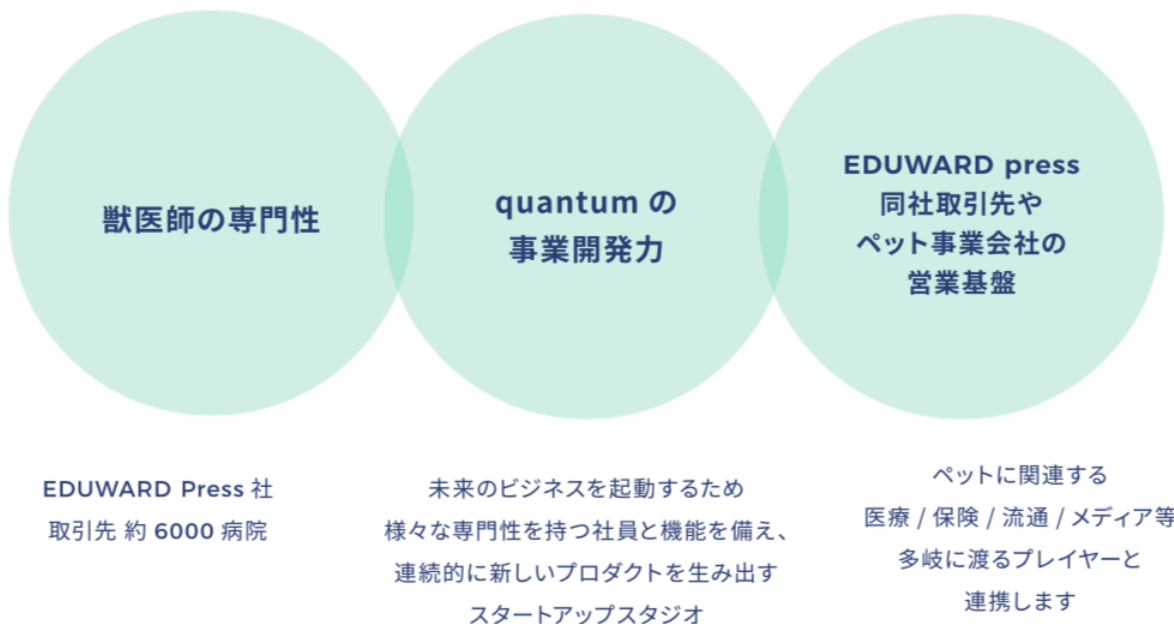 獣医師の専門性
EDUWARD Press 社
取引先 約 6000 病院
quantum の
事業開発力
未来のビジネスを起動するため
様々な専門性を持つ社員と機能を備え、
連続的に新しいプロダクトを生み出す
スタートアップスタジオ
EDUWARD press
同社取引先や
ペット事業会社の
営業基盤
ペットに関連する
医療 / 保険 / 流通 / メディア等
多岐に渡るプレイヤーと
連携します